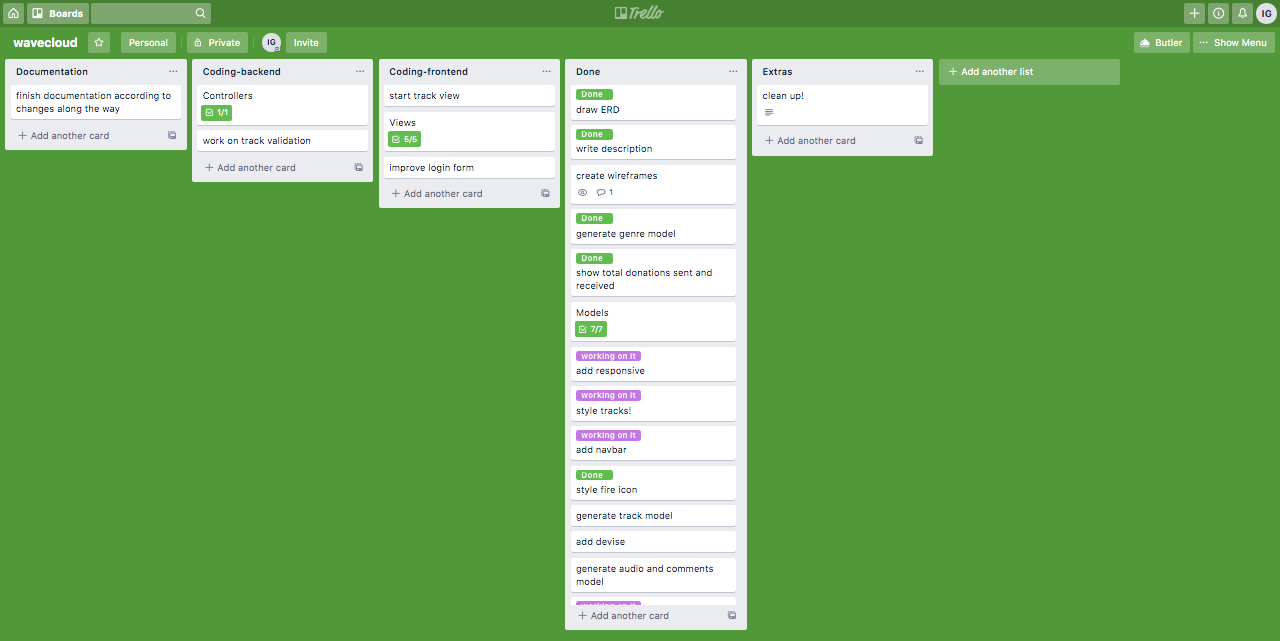 Boards
Trello
IG
wavecloud
Personal
Private
IG
Invite
Butler
Show Menu
Documentation
finish documentation according to
changes along the way
Add another card
Coding-backend
Controllers
1/1
work on track validation
Add another card
Coding-frontend
start track view
Views
5/5
improve login form
Add another card
Done
Done
draw ERD
Done
write description
create wireframes
1
Done
generate genre model
Done
show total donations sent and
received
Models
7/7
working on it
add responsive
working on it
style tracks!
working on it
add navbar
Done
style fire icon
generate track model
add devise
generate audio and comments
model
Add another card
Extras
clean up!
Add another card
Add another list